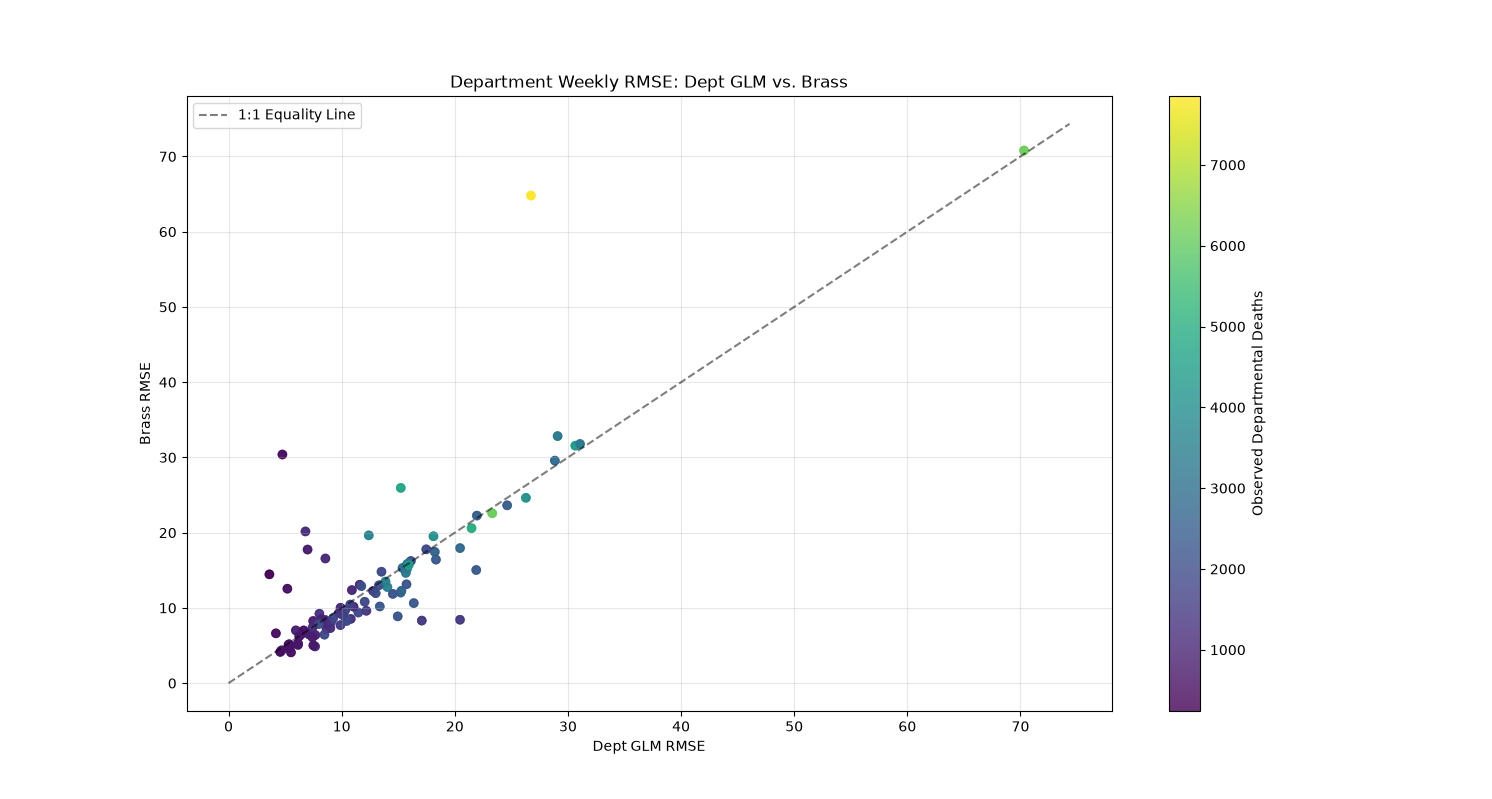 Department Weekly RMSE: Dept GLM vs. Brass
1:1 Equality Line
70
60
50
40
30
20
10
0
Brass RMSE
0 10 20 30 40 50 60 70
Dept GLM RMSE
7000
6000
5000
4000
3000
2000
1000
Observed Departmental Deaths